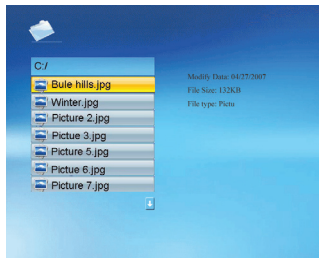 C:/
Bule hills.jpg
Winter.jpg
Picture 2.jpg
Pictue 3.jpg
Picture 5.jpg
Pictue 6.jpg
Picture 7.jpg
Modify Data: 04/27/2007
File Size: 132KB
File type: Pictu